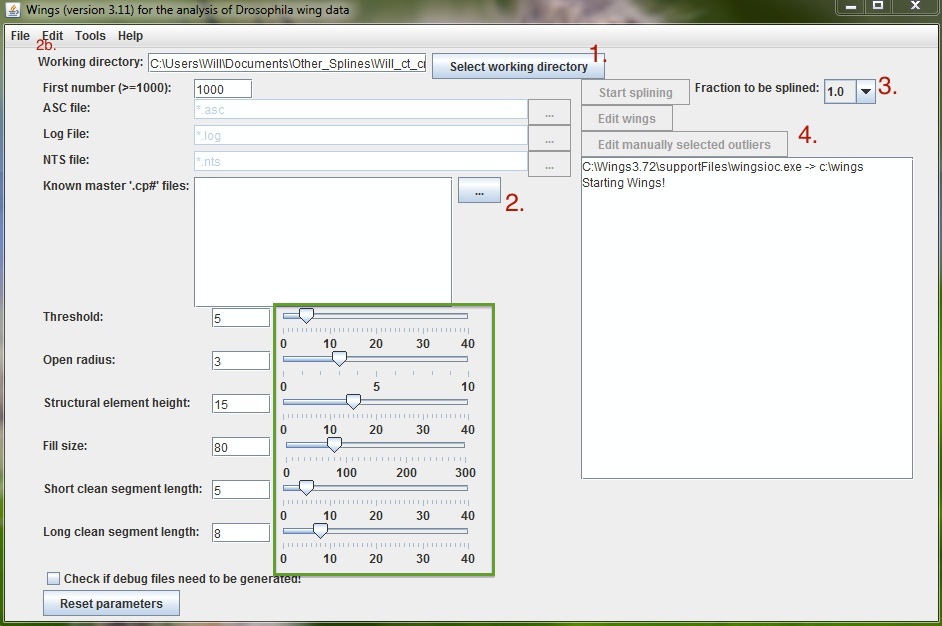 Wings (version 3.11) for the analysis of Drosophila wing data
File Edit Tools Help
2b.
Working directory: C:\Users\Will\Documents\Other_Splines\Will_ct_c
Select working directory
1.
First number (>=1000): 1000
Start splining
Fraction to be splined: 1.0
3.
ASC file: *.asc ...
Edit wings
Log File: *.log ...
4.
Edit manually selected outliers
NTS file: *.nts ...
C:\Wings3.72\supportFiles\wingsioc.exe -> c:\wings
Starting Wings!
Known master '.cp#' files: ...
2.
Threshold: 5
0 10 20 30 40
Open radius: 3
0 5 10
Structural element height: 15
0 10 20 30 40
Fill size: 80
0 100 200 300
Short clean segment length: 5
0 10 20 30 40
Long clean segment length: 8
0 10 20 30 40
Check if debug files need to be generated!
Reset parameters